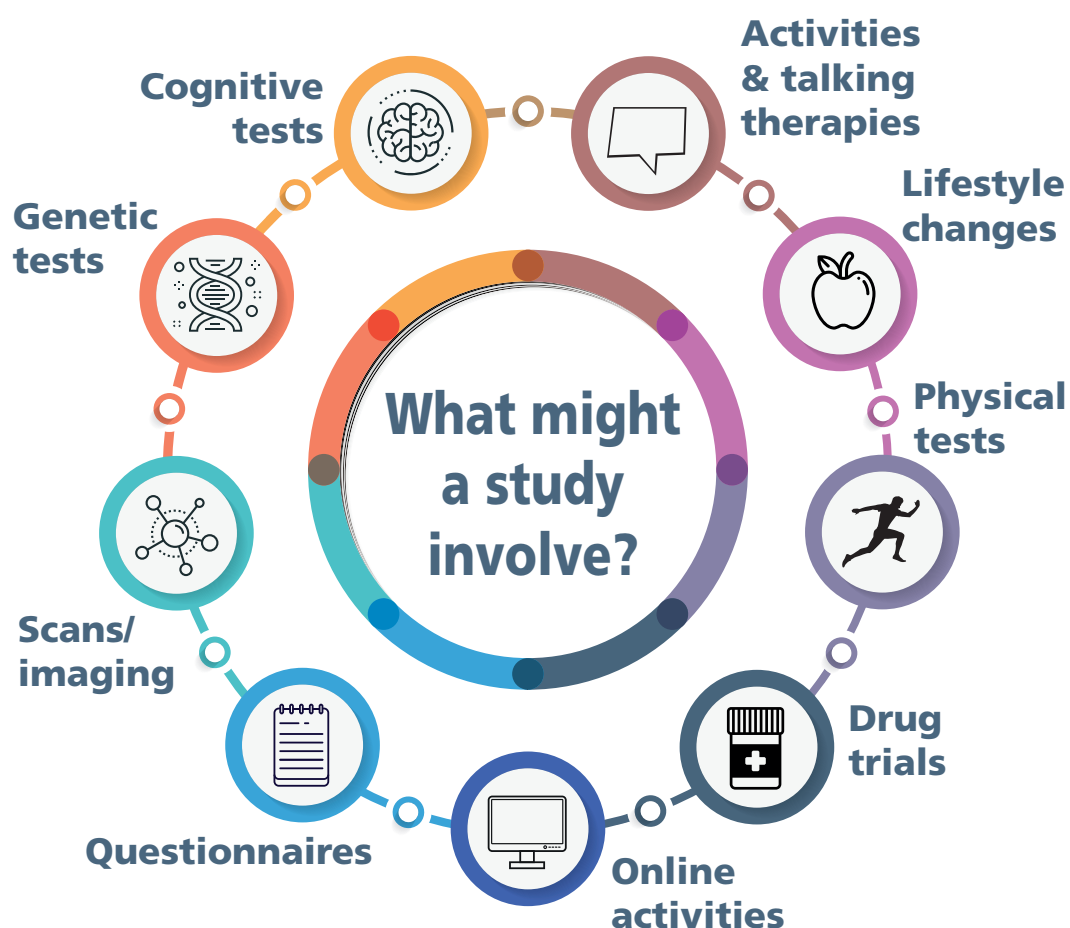 What might
a study
involve?
Activities
& talking
therapies
Lifestyle
changes
Physical
tests
Drug
trials
Online
activities
Questionnaires
Scans/
imaging
Genetic
tests
Cognitive
tests